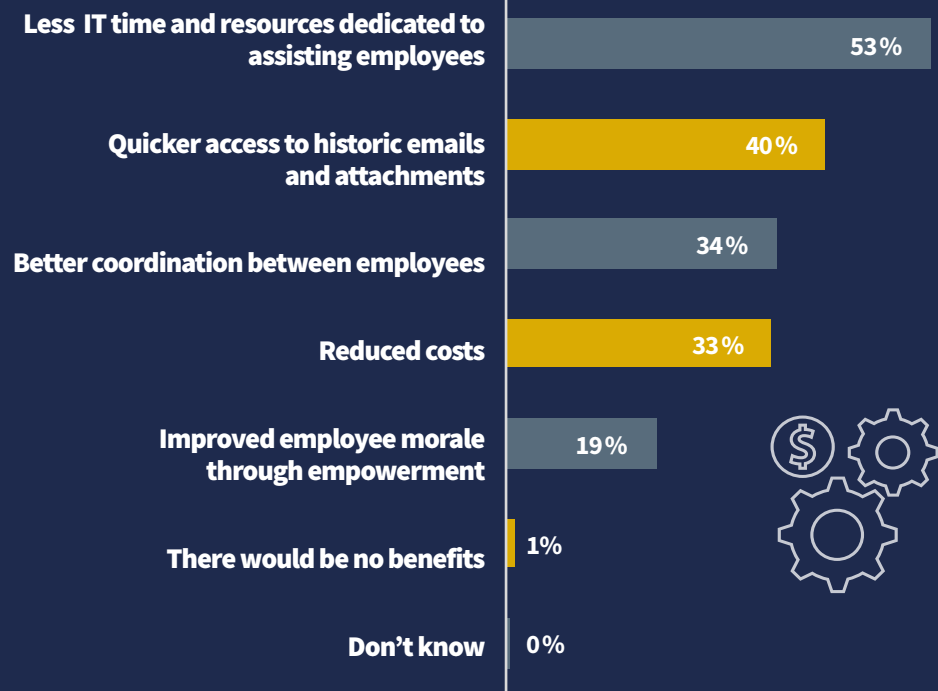 Less IT time and resources dedicated to
assisting employees
53%
Quicker access to historic emails
and attachments
40%
Better coordination between employees
34%
Reduced costs
33%
Improved employee morale
through empowerment
19%
$
There would be no benefits
1%
Don’t know
0%